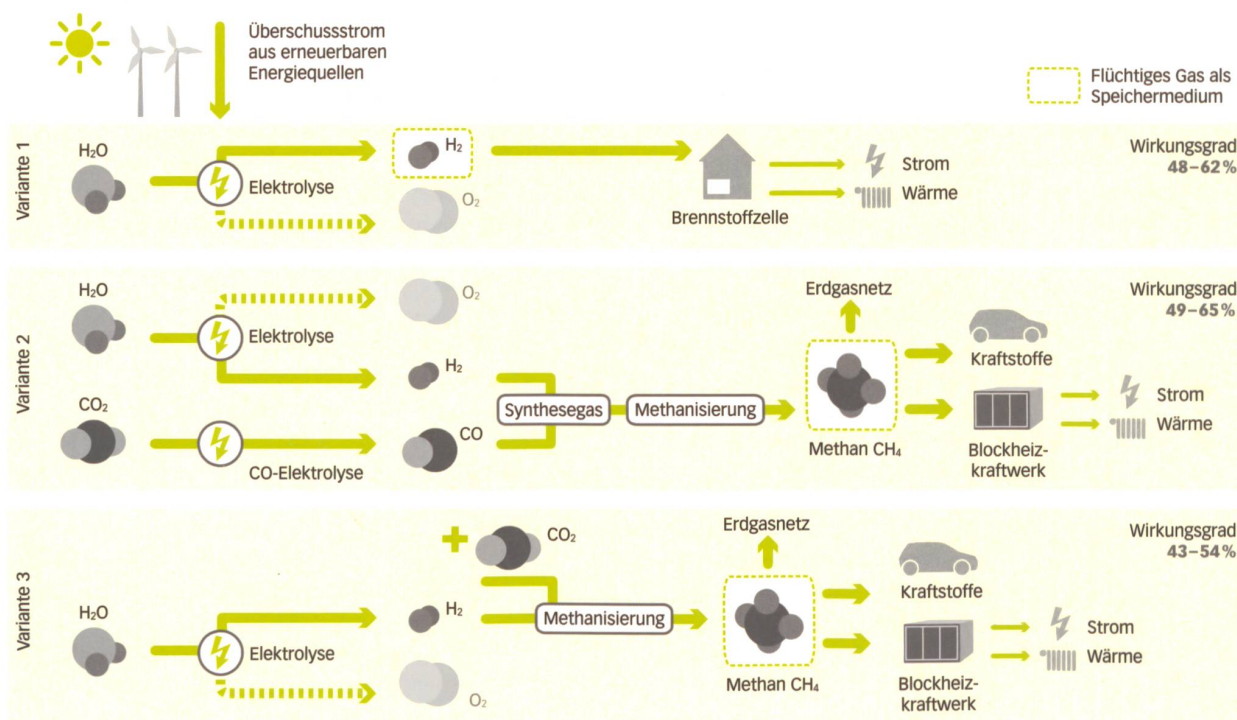 Überschussstrom
aus erneuerbaren
Energiequellen
Flüchtiges Gas als
Speichermedium
Variante 1
H₂O
Elektrolyse
H₂
O₂
Brennstoffzelle
Strom
Wärme
Wirkungsgrad
48–62%
Variante 2
H₂O
Elektrolyse
O₂
H₂
CO₂
CO-Elektrolyse
CO
Synthesegas
Methanisierung
Erdgasnetz
Methan CH₄
Kraftstoffe
Blockheiz-
kraftwerk
Strom
Wärme
Wirkungsgrad
49–65%
Variante 3
H₂O
Elektrolyse
CO₂
H₂
O₂
Methanisierung
Erdgasnetz
Methan CH₄
Kraftstoffe
Blockheiz-
kraftwerk
Strom
Wärme
Wirkungsgrad
43–54%